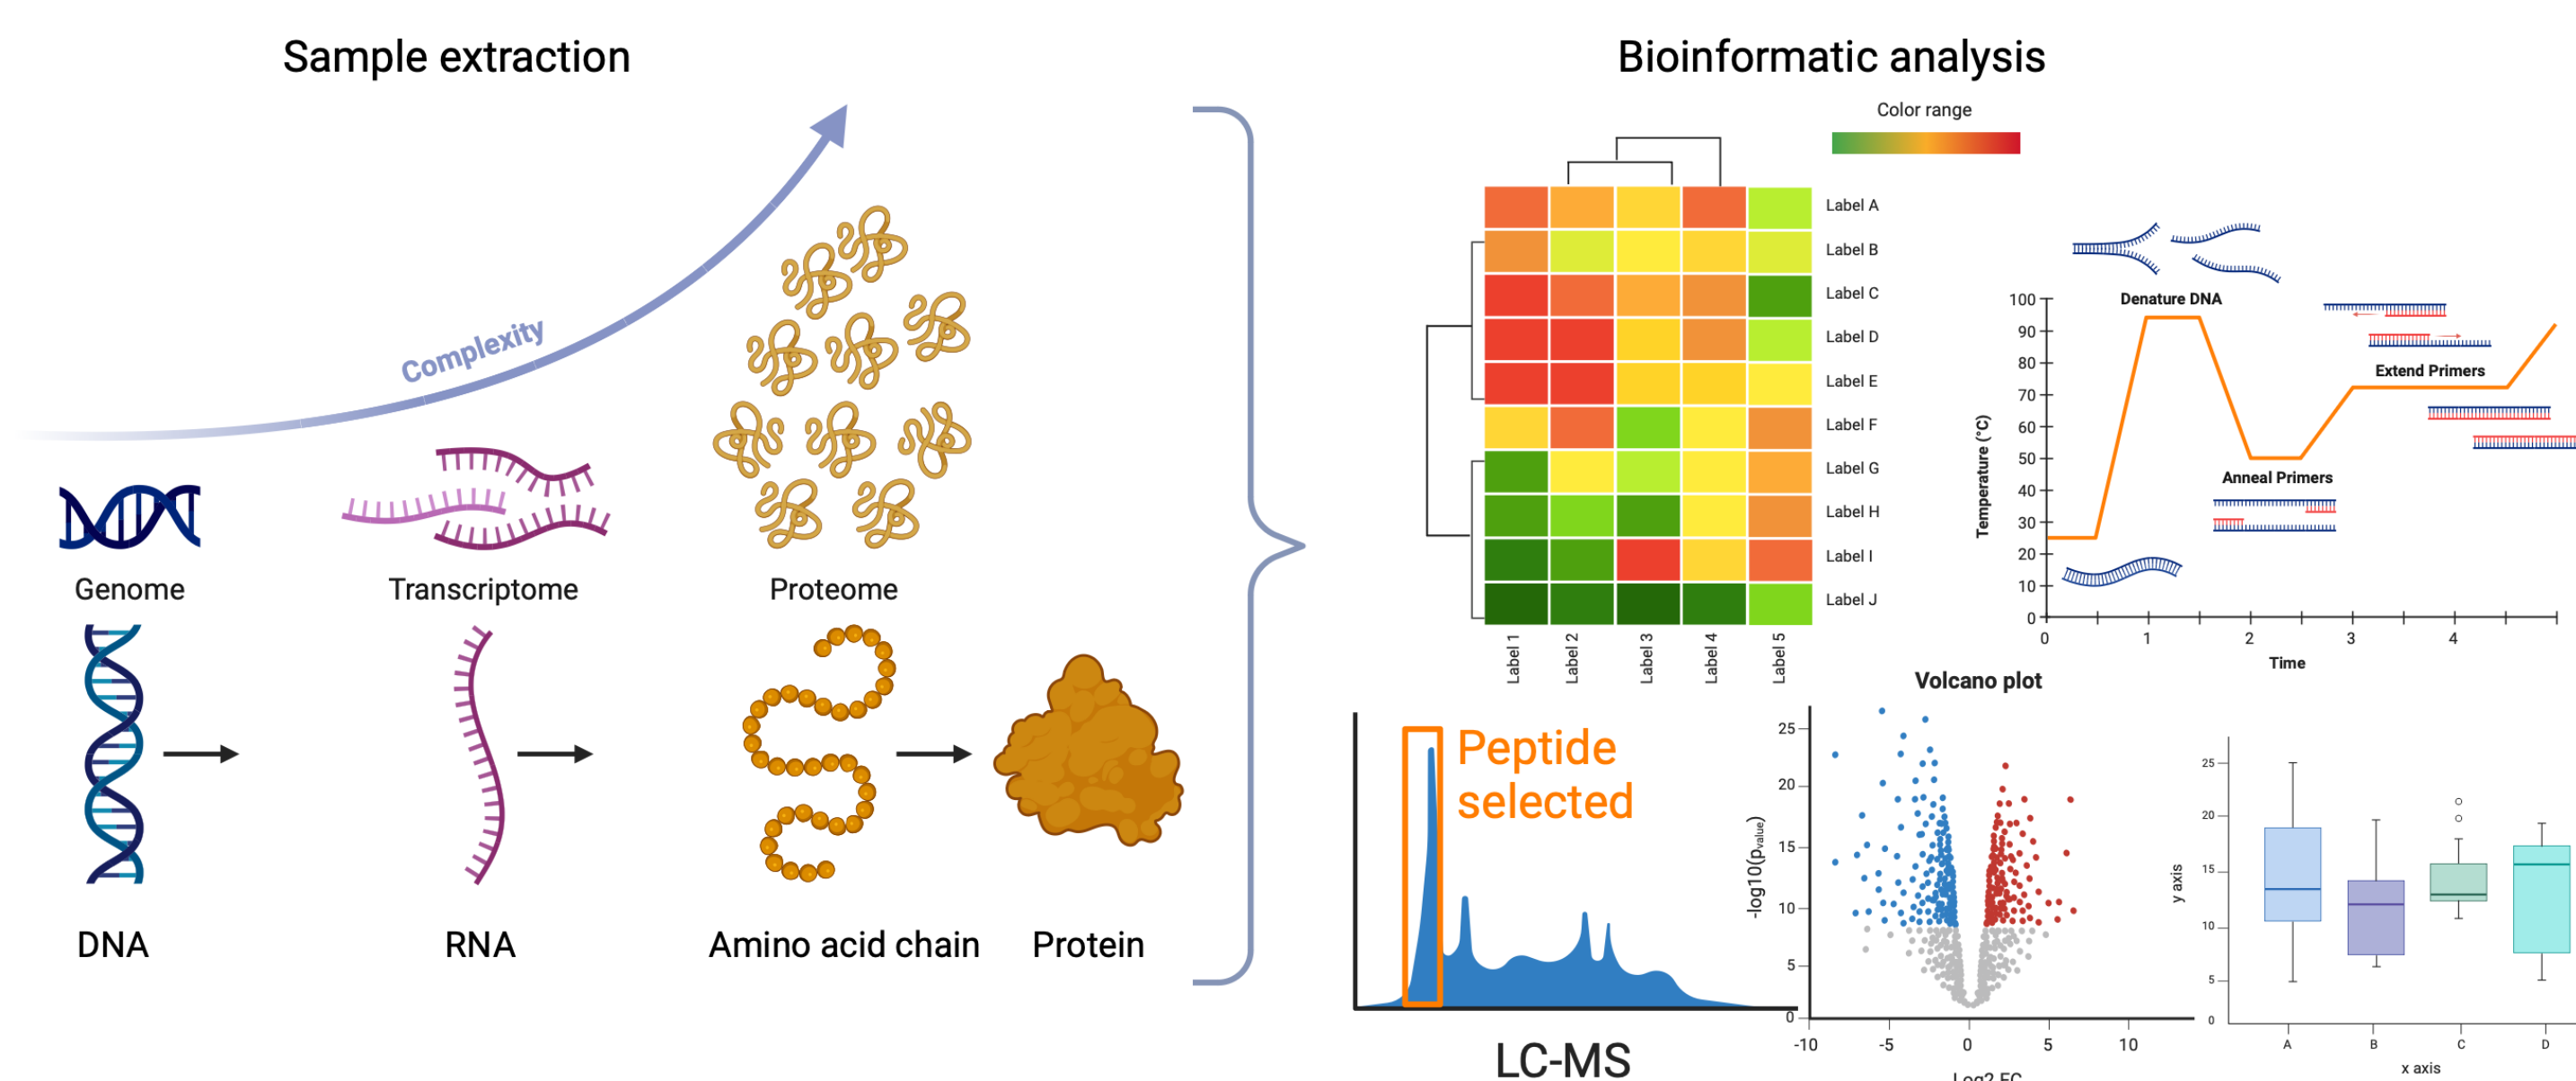 Sample extraction
Complexity
Genome
Transcriptome
Proteome
DNA
RNA
Amino acid chain
Protein
Bioinformatic analysis
Color range
Label A
Label B
Label C
Label D
Label E
Label F
Label G
Label H
Label I
Label J
Label 1
Label 2
Label 3
Label 4
Label 5
Temperature (°C)
100
90
80
70
60
50
40
30
20
10
0
Denature DNA
Extend Primers
Anneal Primers
0
1
2
3
4
Time
Peptide
selected
LC-MS
Volcano plot
-log10(pvalue)
25
20
15
10
5
0
-10
-5
0
5
10
Log2 FC
y axis
25
20
15
10
5
0
A
B
C
D
x axis